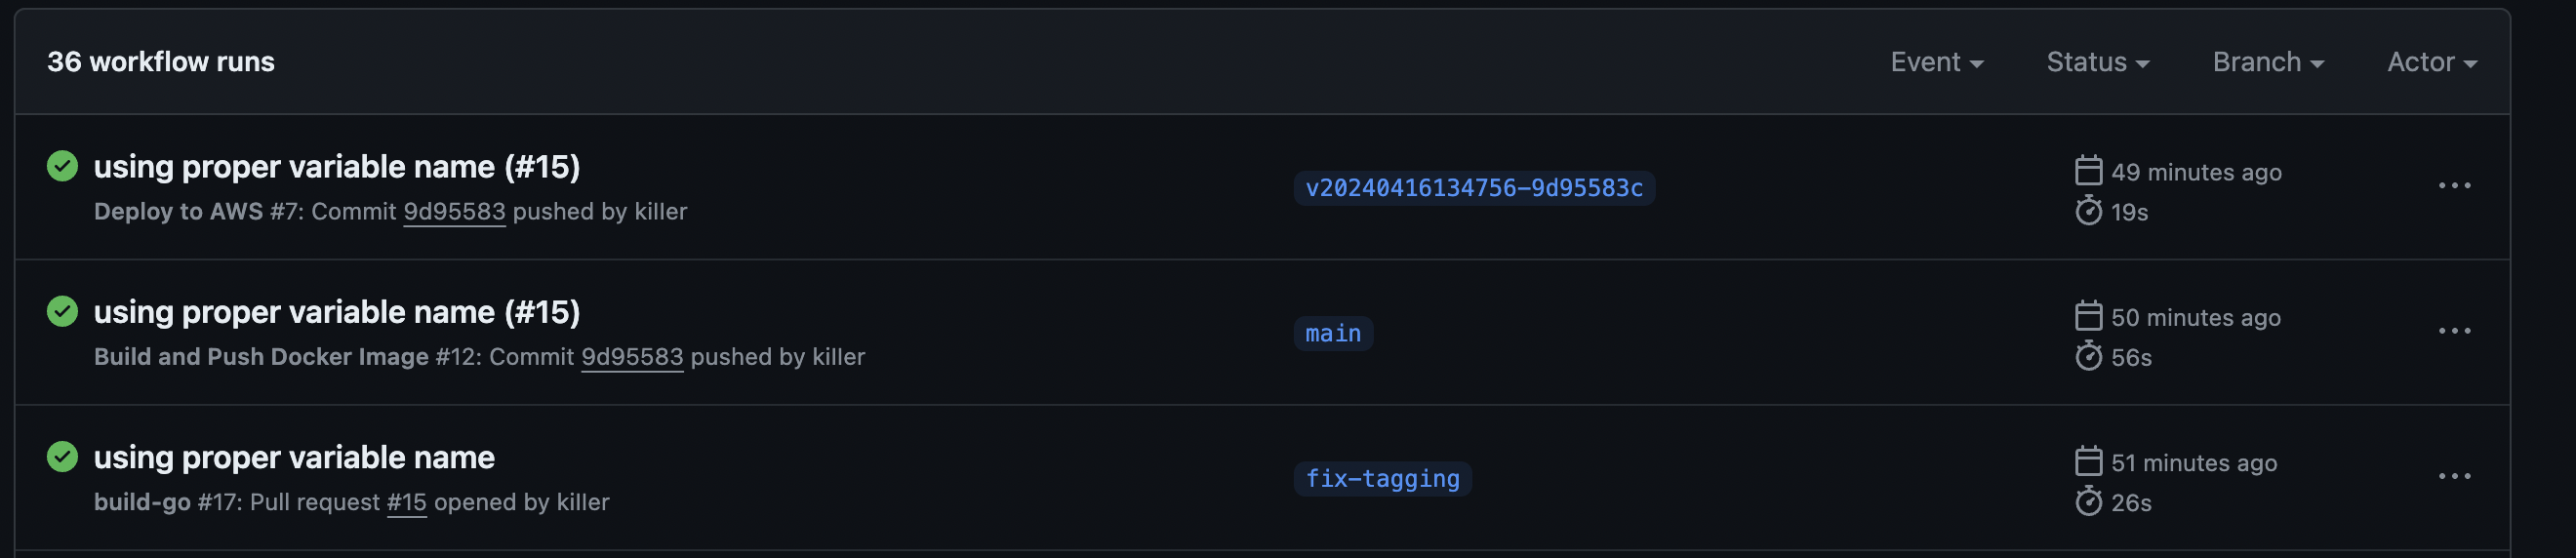 36 workflow runs
Event Status Branch Actor
using proper variable name (#15)
Deploy to AWS #7: Commit 9d95583 pushed by killer
v20240416134756-9d95583c
49 minutes ago
19s
using proper variable name (#15)
Build and Push Docker Image #12: Commit 9d95583 pushed by killer
main
50 minutes ago
56s
using proper variable name
build-go #17: Pull request #15 opened by killer
fix-tagging
51 minutes ago
26s